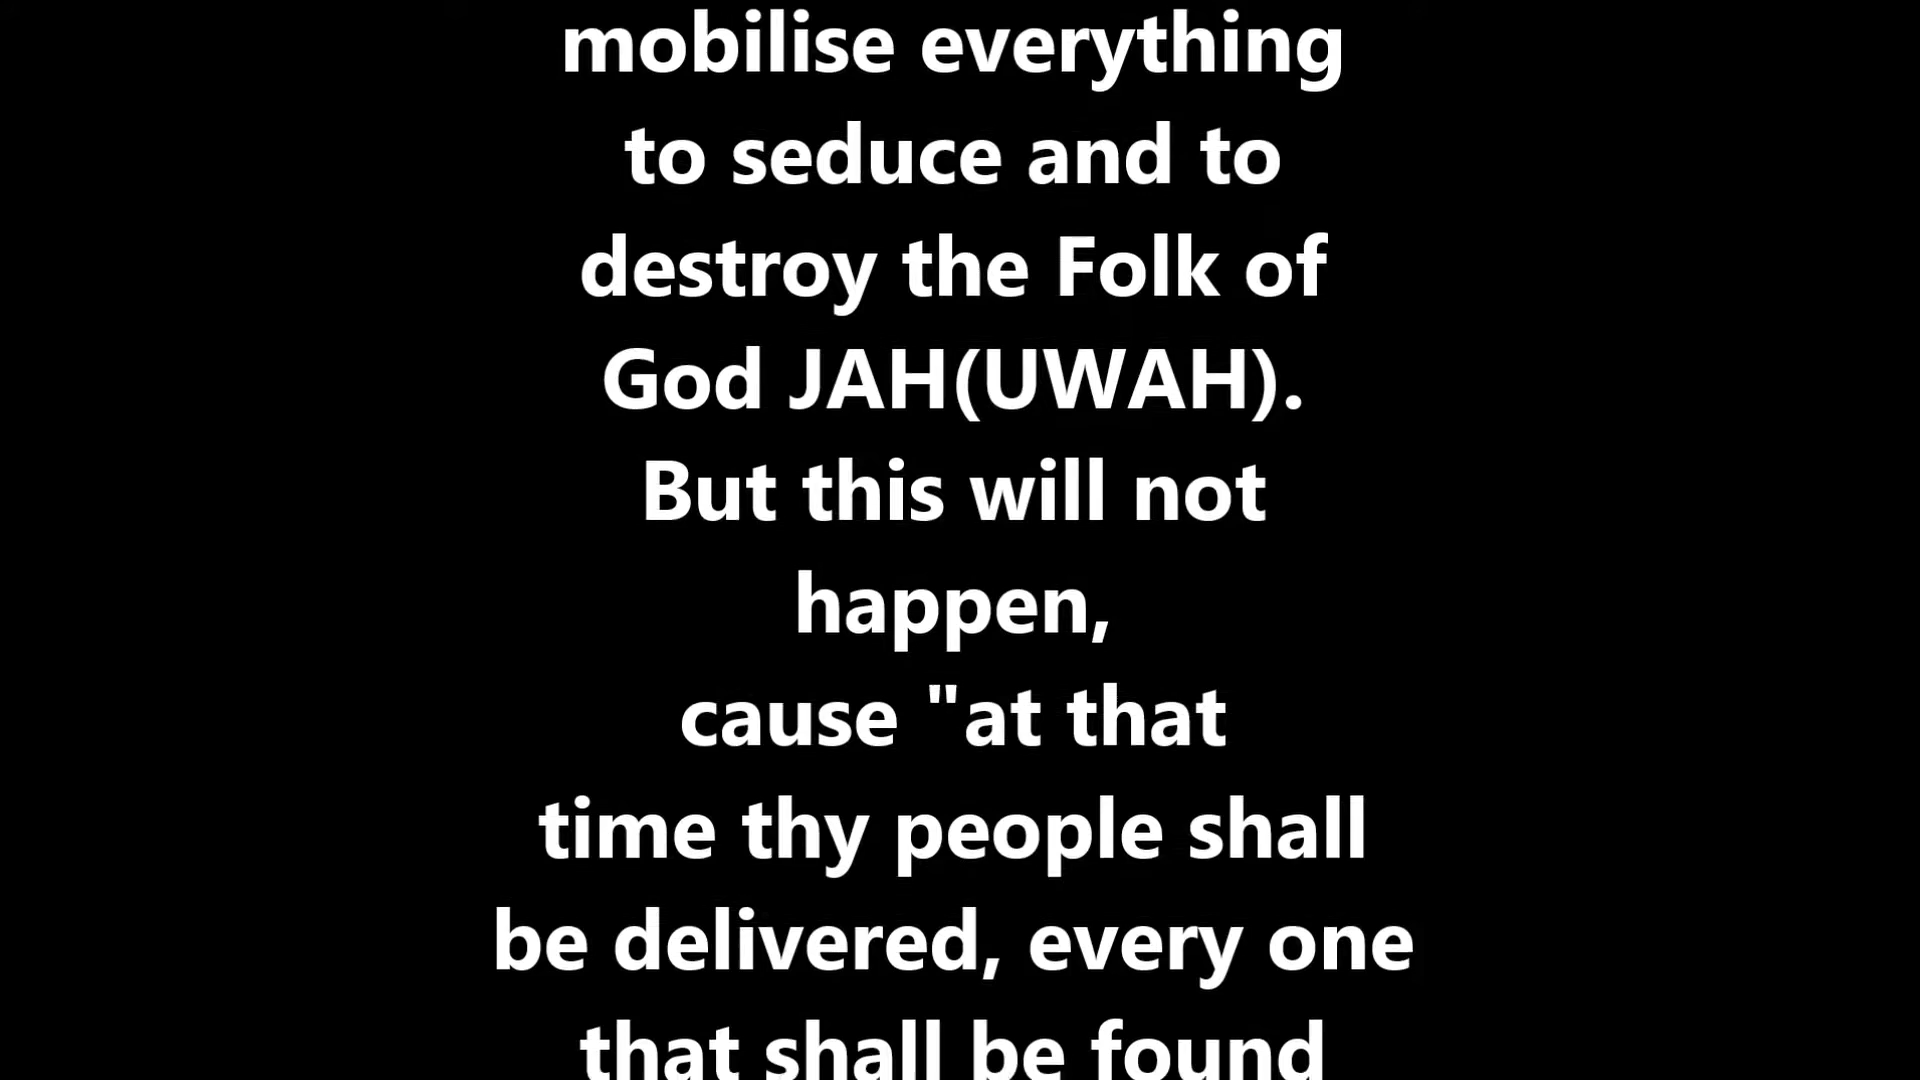 mobilise everything
to seduce and to
destroy the Folk of
God JAH(UWAH).
But this will not
happen,
cause "at that
time thy people shall
be delivered, every one
that shall be found